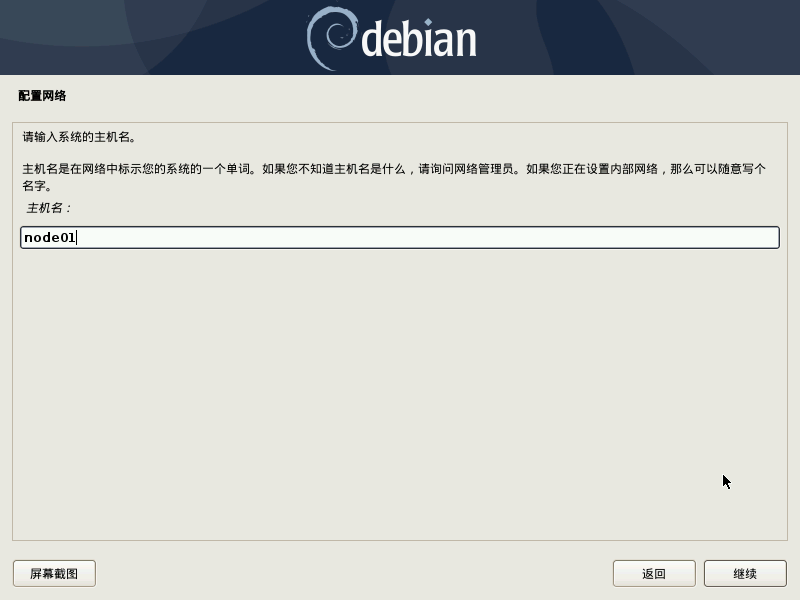 debian
配置网络
请输入系统的主机名。
主机名是在网络中标示您的系统的一个单词。如果您不知道主机名是什么，请询问网络管理员。如果您正在设置内部网络，那么可以随意写个
名字。
主机名：
node01
屏幕截图
返回
继续